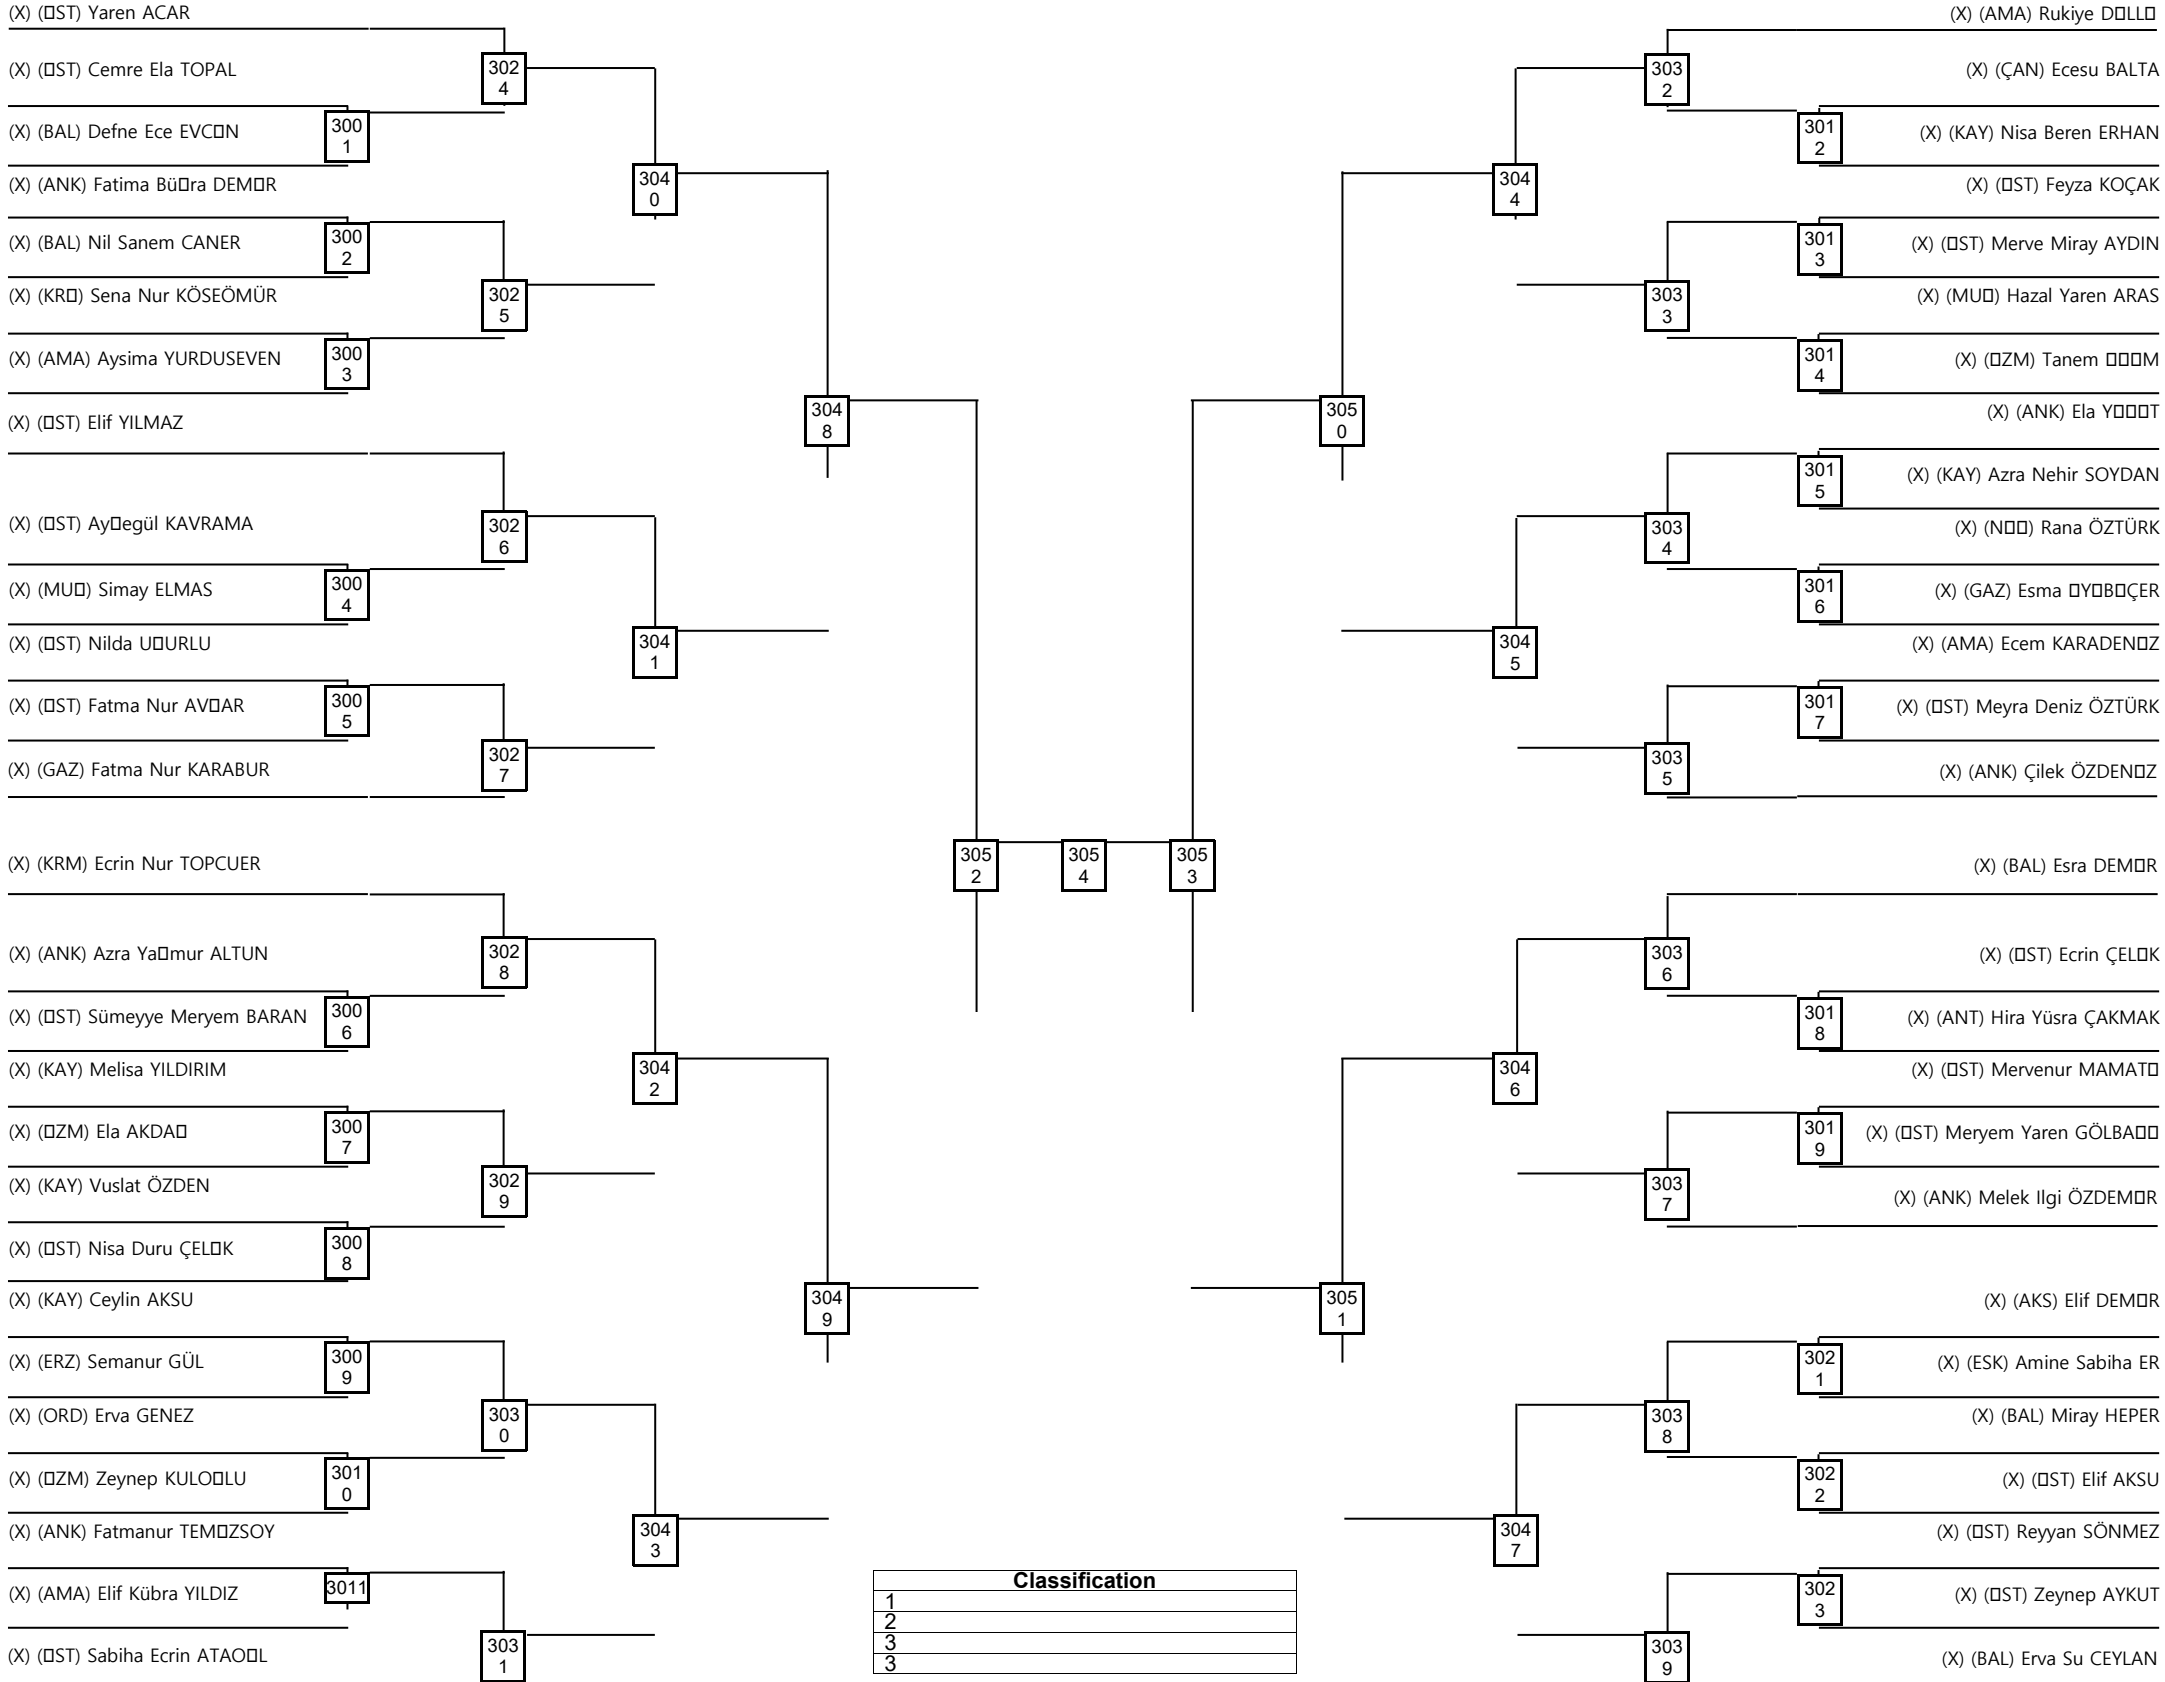 (X) (▯ST) Yaren ACAR
(X) (▯ST) Cemre Ela TOPAL
(X) (BAL) Defne Ece EVC▯N
(X) (ANK) Fatima Bü▯ra DEM▯R
(X) (BAL) Nil Sanem CANER
(X) (KR▯) Sena Nur KÖSEÖMÜR
(X) (AMA) Aysima YURDUSEVEN
(X) (▯ST) Elif YILMAZ
(X) (▯ST) Ay▯egül KAVRAMA
(X) (MU▯) Simay ELMAS
(X) (▯ST) Nilda U▯URLU
(X) (▯ST) Fatma Nur AV▯AR
(X) (GAZ) Fatma Nur KARABUR
(X) (KRM) Ecrin Nur TOPCUER
(X) (ANK) Azra Ya▯mur ALTUN
(X) (▯ST) Sümeyye Meryem BARAN
(X) (KAY) Melisa YILDIRIM
(X) (▯ZM) Ela AKDA▯
(X) (KAY) Vuslat ÖZDEN
(X) (▯ST) Nisa Duru ÇEL▯K
(X) (KAY) Ceylin AKSU
(X) (ERZ) Semanur GÜL
(X) (ORD) Erva GENEZ
(X) (▯ZM) Zeynep KULO▯LU
(X) (ANK) Fatmanur TEM▯ZSOY
(X) (AMA) Elif Kübra YILDIZ
(X) (▯ST) Sabiha Ecrin ATAO▯L
300
1
300
2
300
3
300
4
300
5
300
6
300
7
300
8
300
9
301
0
3011
302
4
302
5
302
6
302
7
302
8
302
9
303
0
303
1
304
0
304
1
304
2
304
3
304
8
304
9
305
2
305
4
305
3
305
0
305
1
304
4
304
5
304
6
304
7
303
2
303
3
303
4
303
5
303
6
303
7
303
8
303
9
301
2
301
3
301
4
301
5
301
6
301
7
301
8
301
9
302
1
302
2
302
3
(X) (AMA) Rukiye D▯LL▯
(X) (ÇAN) Ecesu BALTA
(X) (KAY) Nisa Beren ERHAN
(X) (▯ST) Feyza KOÇAK
(X) (▯ST) Merve Miray AYDIN
(X) (MU▯) Hazal Yaren ARAS
(X) (▯ZM) Tanem ▯▯▯M
(X) (ANK) Ela Y▯▯▯T
(X) (KAY) Azra Nehir SOYDAN
(X) (N▯▯) Rana ÖZTÜRK
(X) (GAZ) Esma ▯Y▯B▯ÇER
(X) (AMA) Ecem KARADEN▯Z
(X) (▯ST) Meyra Deniz ÖZTÜRK
(X) (ANK) Çilek ÖZDEN▯Z
(X) (BAL) Esra DEM▯R
(X) (▯ST) Ecrin ÇEL▯K
(X) (ANT) Hira Yüsra ÇAKMAK
(X) (▯ST) Mervenur MAMAT▯
(X) (▯ST) Meryem Yaren GÖLBA▯▯
(X) (ANK) Melek Ilgi ÖZDEM▯R
(X) (AKS) Elif DEM▯R
(X) (ESK) Amine Sabiha ER
(X) (BAL) Miray HEPER
(X) (▯ST) Elif AKSU
(X) (▯ST) Reyyan SÖNMEZ
(X) (▯ST) Zeynep AYKUT
(X) (BAL) Erva Su CEYLAN
Classification
1
2
3
3